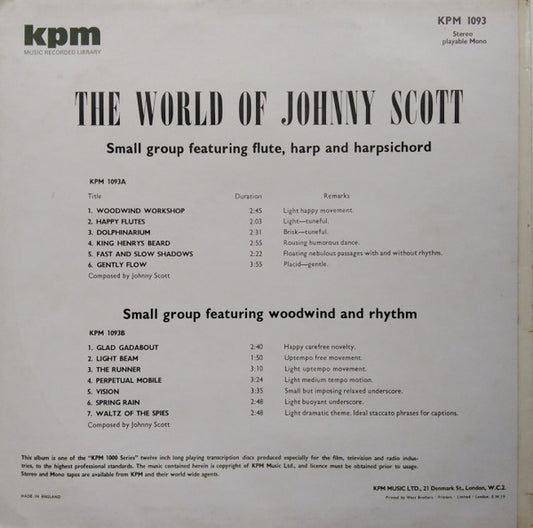 kpm
MUSIC RECORDED LIBRARY
KPM 1093
Stereo
playable Mono
THE WORLD OF JOHNNY SCOTT
Small group featuring flute, harp and harpsichord
KPM 1093A
Title Duration Remarks
1. WOODWIND WORKSHOP 2:45 Light happy movement.
2. HAPPY FLUTES 2:03 Light—tuneful.
3. DOLPHINARIUM 2:31 Brisk—tuneful.
4. KING HENRYS BEARD 2:55 Rousing humorous dance.
5. FAST AND SLOW SHADOWS 2:22 Floating nebulous passages with and without rhythm.
6. GENTLY FLOW 3:55 Placid—gentle.
Composed by Johnny Scott
Small group featuring woodwind and rhythm
KPM 1093B
1. GLAD GADABOUT 2:40 Happy carefree novelty.
2. LIGHT BEAM 1:50 Uptempo free movement.
3. THE RUNNER 3:10 Light uptempo movement.
4. PERPETUAL MOBILE 3:24 Light medium tempo motion.
5. VISION 3:35 Small but imposing relaxed underscore.
6. SPRING RAIN 2:48 Light buoyant underscore.
7. WALTZ OF THE SPIES 2:48 Light dramatic theme. Ideal staccato phrases for captions.
Composed by Johnny Scott
This album is one of the "KPM 1000 Series" twelve inch long playing transcription discs produced especially for the film, television and radio indus-
tries, to the highest professional standards. The music contained herein is copyright of KPM Music Ltd., and licence must be obtained prior to usage.
Stereo and Mono tapes are available from KPM and their world wide agents.
KPM MUSIC LTD., 21 Denmark St., London, W.C.2.
MADE IN ENGLAND
Printed by West Brothers · Printers · Limited · London, S.W.19